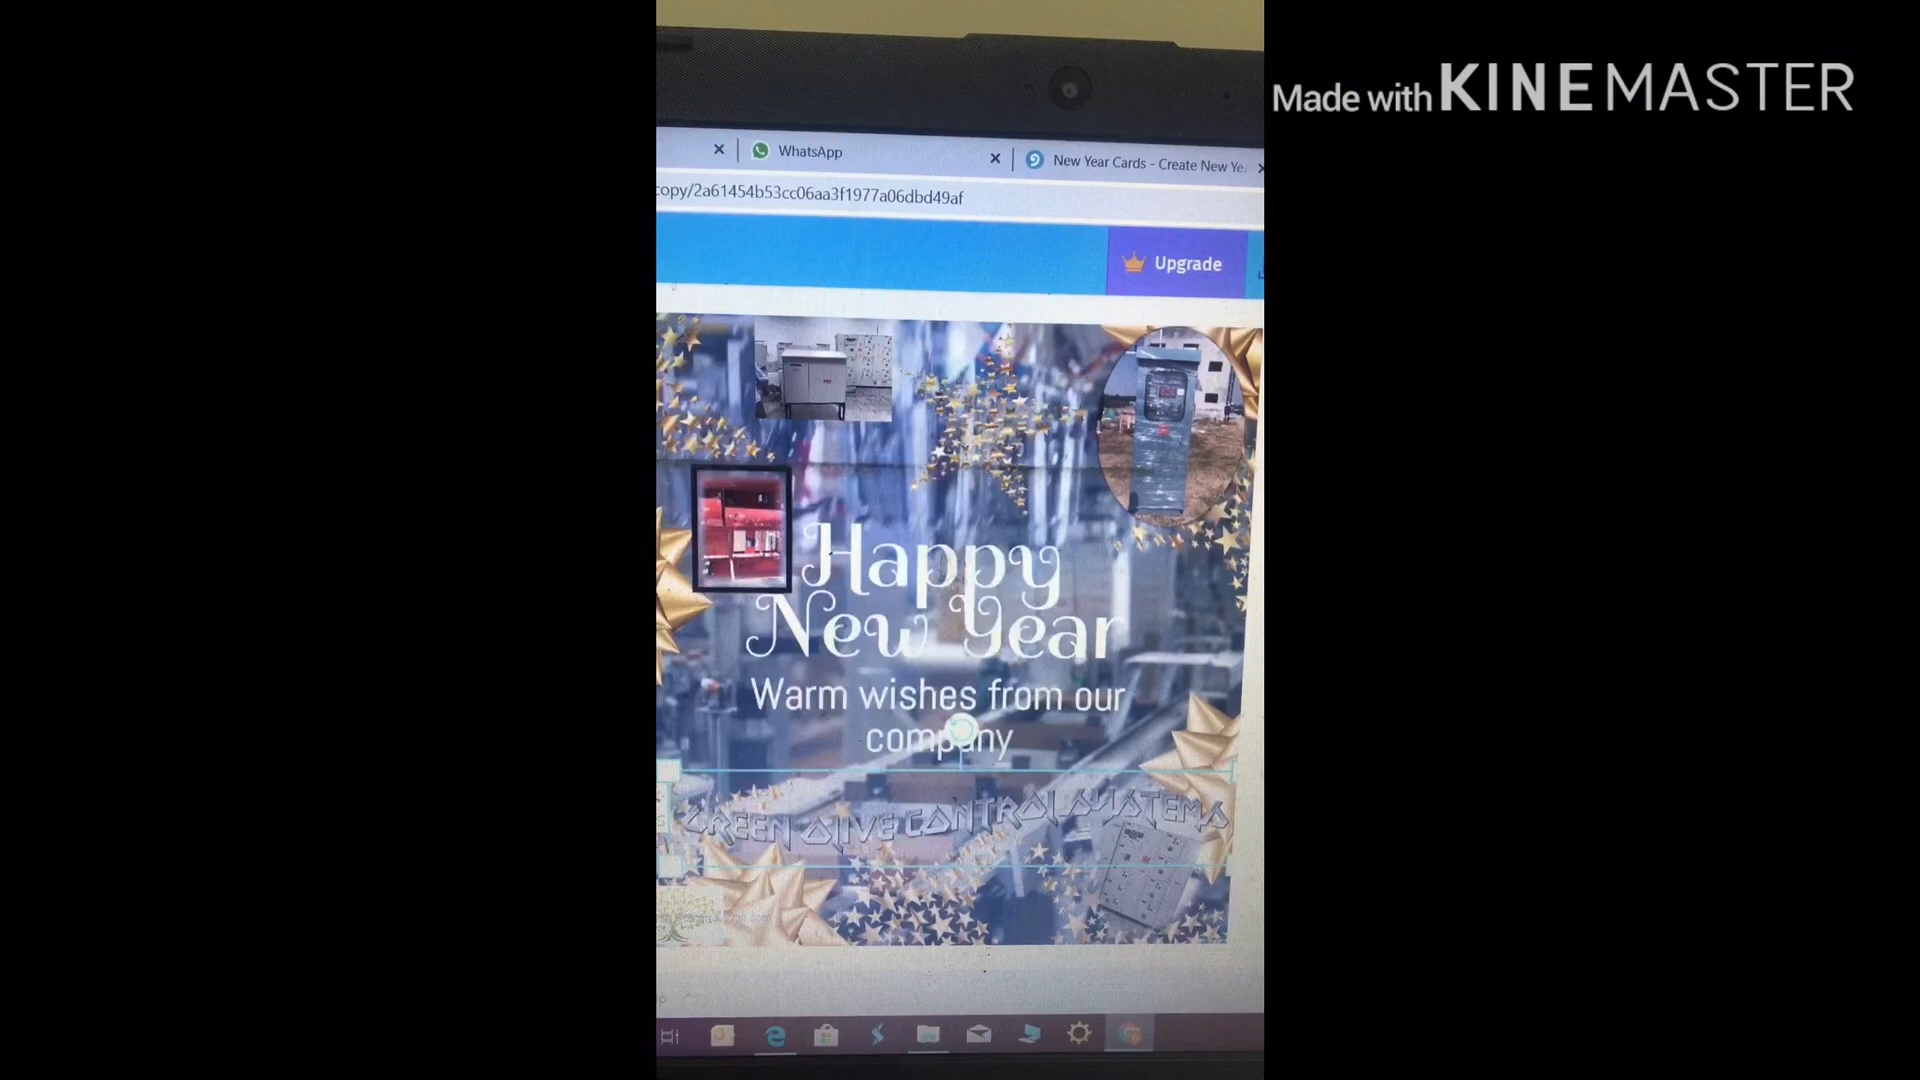 Made with KINEMASTER
WhatsApp
New Year Cards - Create New Ye
copy/2a61454b53cc06aa3f1977a06dbd49af
Upgrade
Happy
New Year
Warm wishes from our
company
GREEN OLIVE CONTROL SYSTEMS